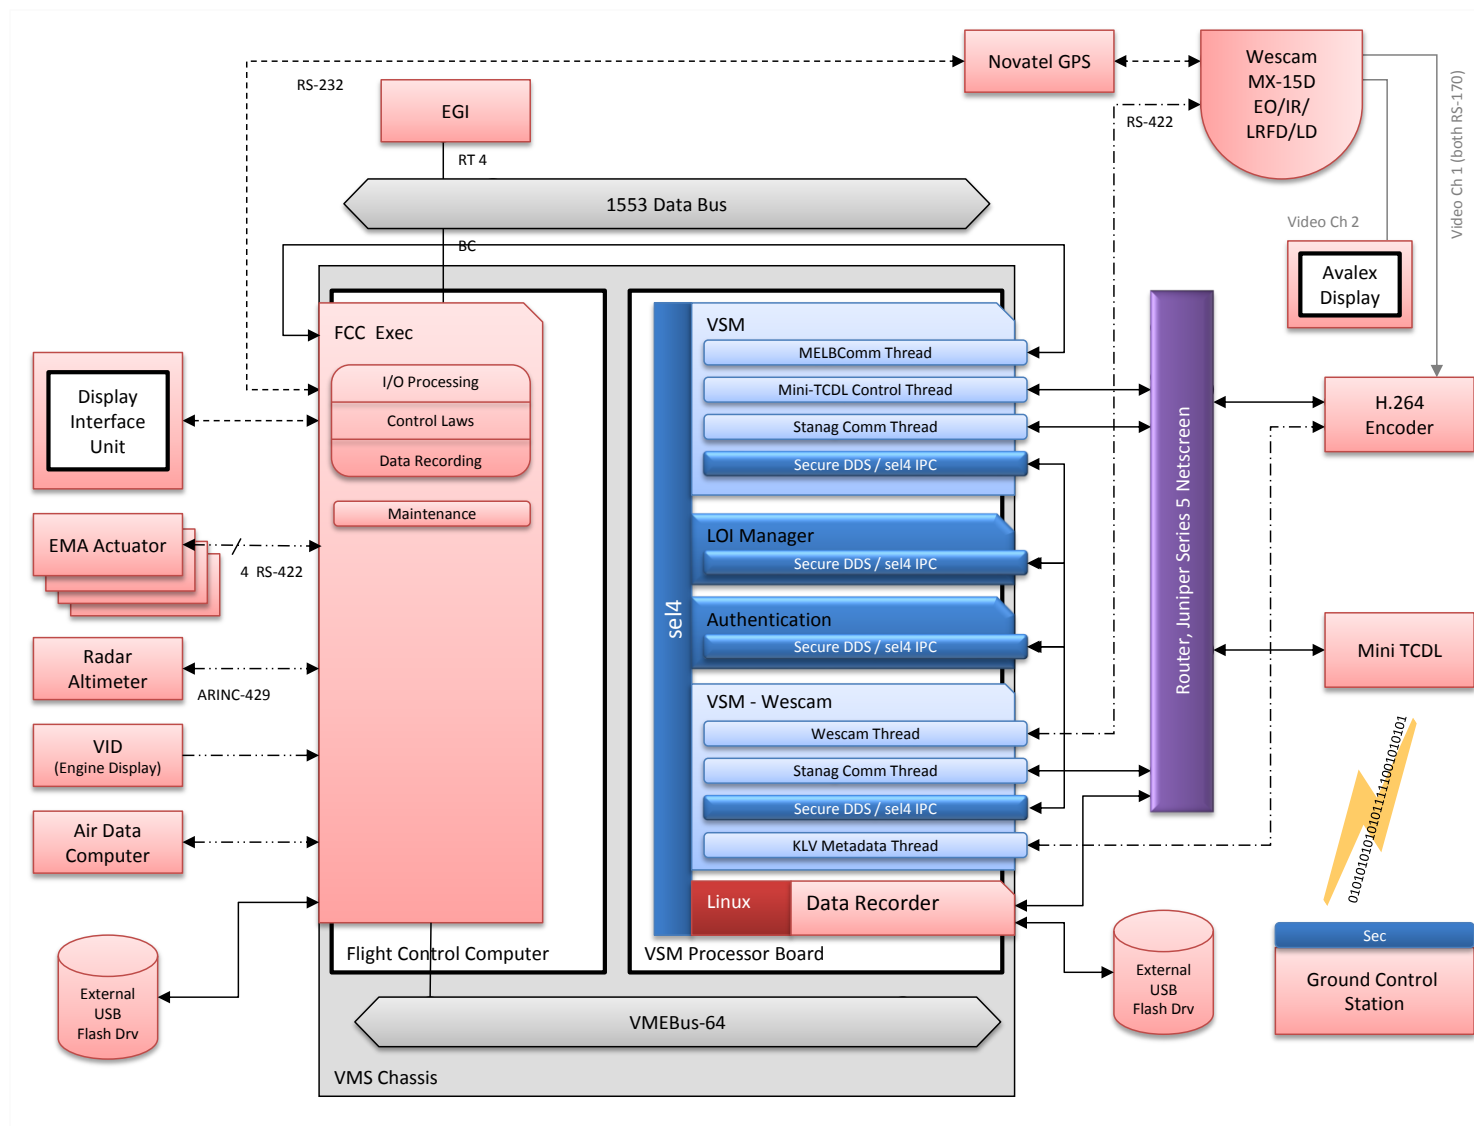 Novatel GPS
Wescam
MX-15D
EO/IR/
LRFD/LD
RS-232
EGI
RS-422
RT 4
Video Ch 1 (both RS-170)
1553 Data Bus
Video Ch 2
BC
Avalex
Display
FCC  Exec
VSM
MELBComm Thread
I/O Processing
Mini-TCDL Control Thread
Display
Interface
Unit
Control Laws
Stanag Comm Thread
H.264
Encoder
Data Recording
Secure DDS / sel4 IPC
Maintenance
Router, Juniper Series 5 Netscreen
EMA Actuator
4  RS-422
LOI Manager
Secure DDS / sel4 IPC
sel4
Authentication
Secure DDS / sel4 IPC
Mini TCDL
Radar
Altimeter
ARINC-429
VSM - Wescam
Wescam Thread
VID
(Engine Display)
Stanag Comm Thread
Secure DDS / sel4 IPC
Air Data
Computer
KLV Metadata Thread
Linux
Data Recorder
Flight Control Computer
VSM Processor Board
Sec
Ground Control
Station
External
USB
Flash Drv
External
USB
Flash Drv
VMEBus-64
VMS Chassis